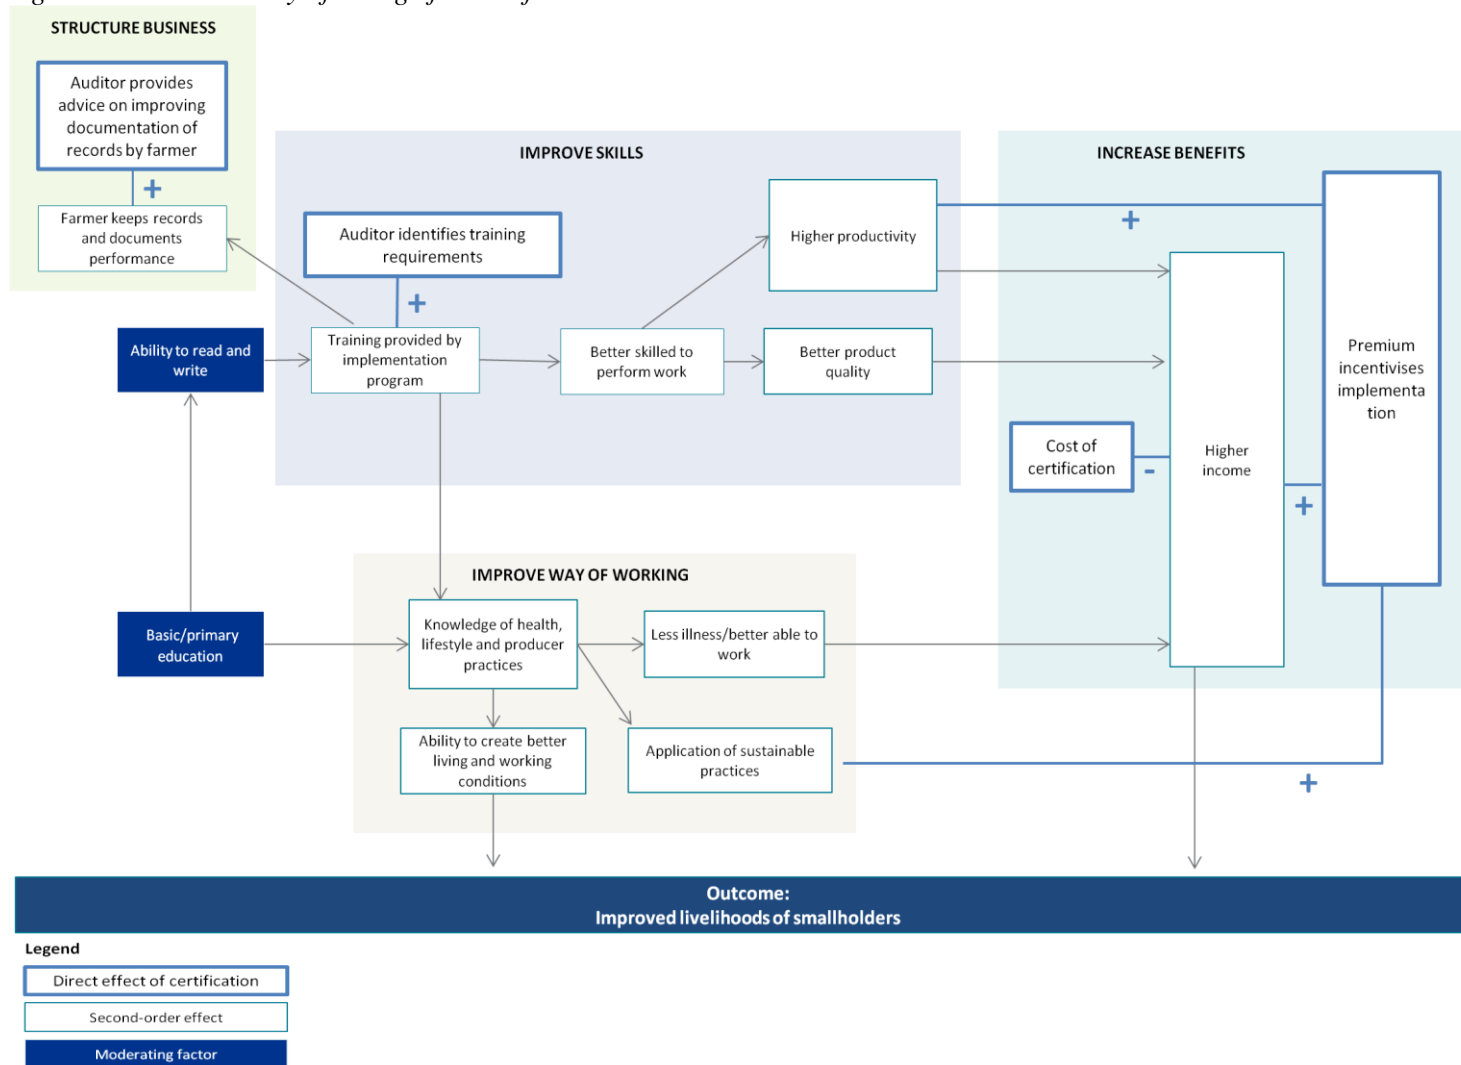 STRUCTURE BUSINESS
Auditor provides
advice on improving
documentation of
records by farmer
+
Farmer keeps records
and documents
performance
IMPROVE SKILLS
Auditor identifies training
requirements
+
Ability to read and
write
Training provided by
implementation
program
Better skilled to
perform work
Higher productivity
Better product
quality
INCREASE BENEFITS
+
Premium
incentivises
implementa
tion
Cost of
certification
-
Higher
income
+
IMPROVE WAY OF WORKING
Basic/primary
education
Knowledge of health,
lifestyle and producer
practices
Less illness/better able to
work
Ability to create better
living and working
conditions
Application of sustainable
practices
+
Outcome:
Improved livelihoods of smallholders
Legend
Direct effect of certification
Second-order effect
Moderating factor